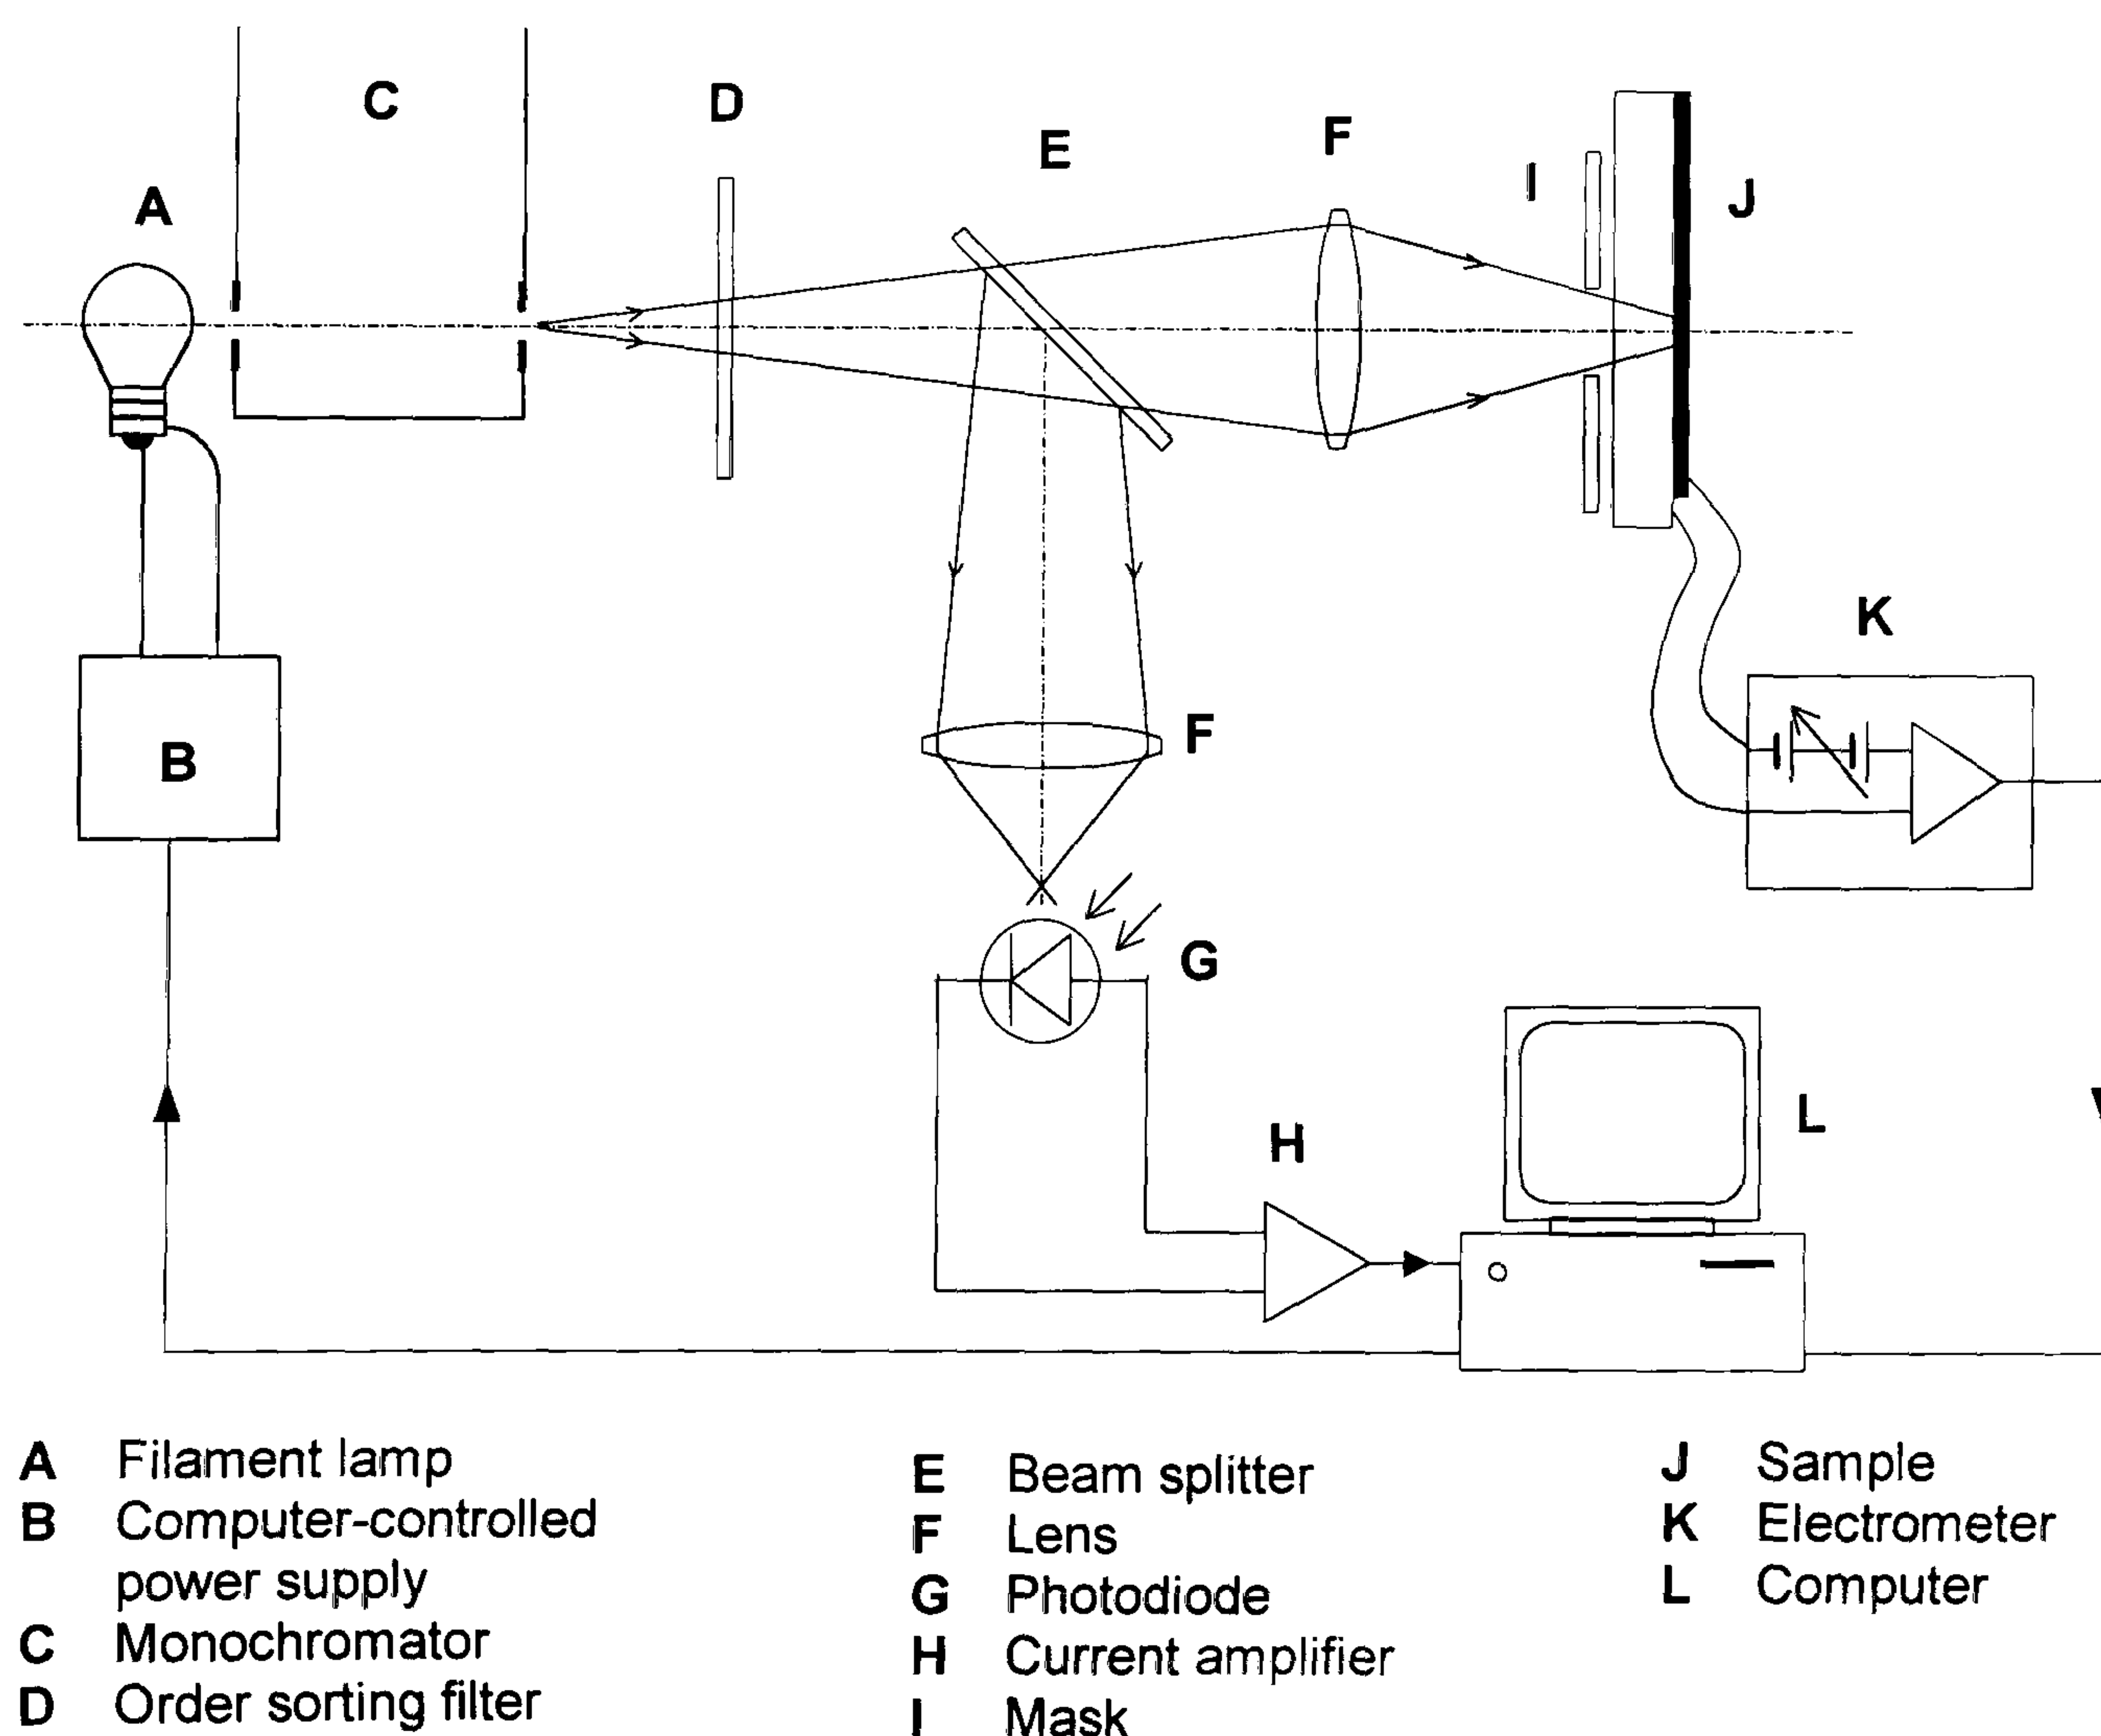 C
D
E
F
I
J
A
K
B
F
G
H
L
A Filament lamp
B Computer-controlled
power supply
C Monochromator
D Order sorting filter
E Beam splitter
F Lens
G Photodiode
H Current amplifier
I Mask
J Sample
K Electrometer
L Computer